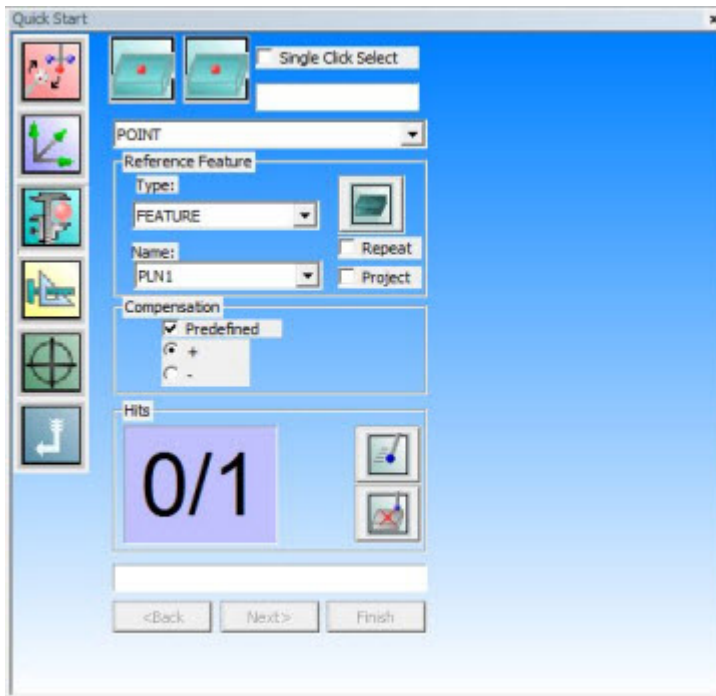 Quick Start
Single Click Select
POINT
Reference Feature
Type:
FEATURE
Repeat
Name:
PLN1
Project
Compensation
Predefined
+
-
Hits
0/1
<Back
Next>
Finish